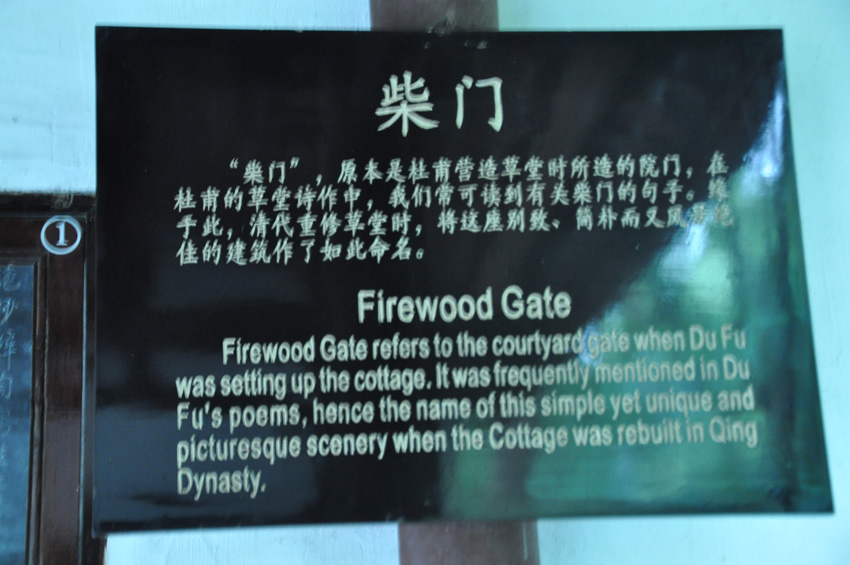 柴门
“柴门”，原本是杜甫营造草堂时所造的院门，在
杜甫的草堂诗作中，我们常可读到有关柴门的句子。缘
于此，清代重修草堂时，将这座别致、简朴而又风景绝
佳的建筑作了如此命名。
Firewood Gate
Firewood Gate refers to the courtyard gate when Du Fu
was setting up the cottage. It was frequently mentioned in Du
Fu's poems, hence the name of this simple yet unique and
picturesque scenery when the Cottage was rebuilt in Qing
Dynasty.
1